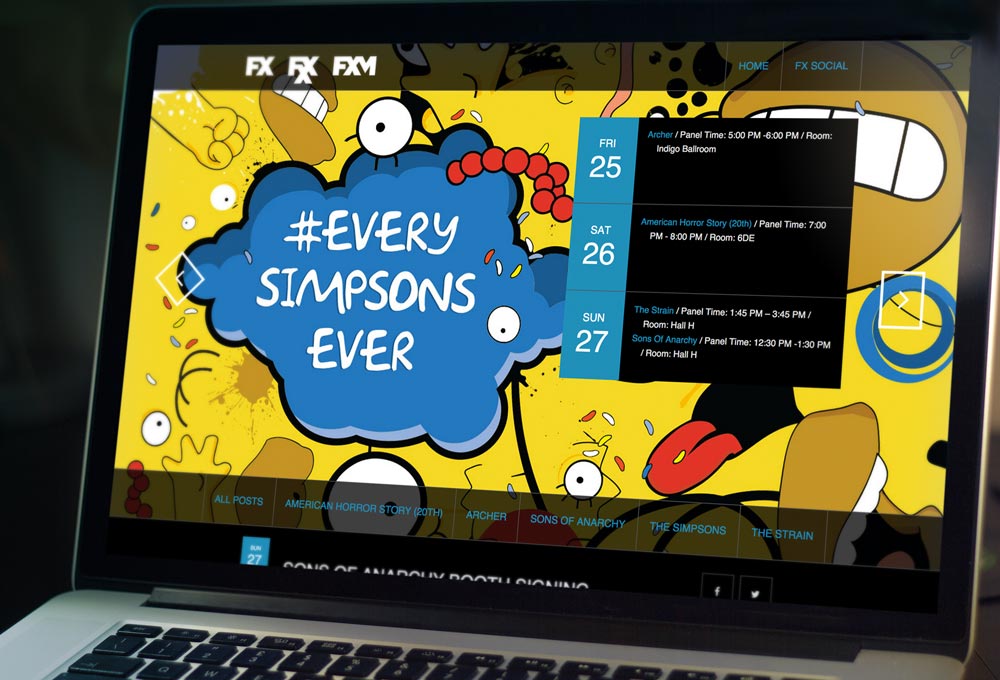 FX FXX FXM
HOME FX SOCIAL
#EVERY
SIMPSONS
EVER
FRI
25
Archer / Panel Time: 5:00 PM -6:00 PM / Room:
Indigo Ballroom
SAT
26
American Horror Story (20th) / Panel Time: 7:00
PM - 8:00 PM / Room: 6DE
SUN
27
The Strain / Panel Time: 1:45 PM – 3:45 PM /
Room: Hall H
Sons Of Anarchy / Panel Time: 12:30 PM -1:30 PM
/ Room: Hall H
ALL POSTS AMERICAN HORROR STORY (20TH) ARCHER SONS OF ANARCHY THE SIMPSONS THE STRAIN
SUN
27
SONS OF ANARCHY BOOTH SIGNING